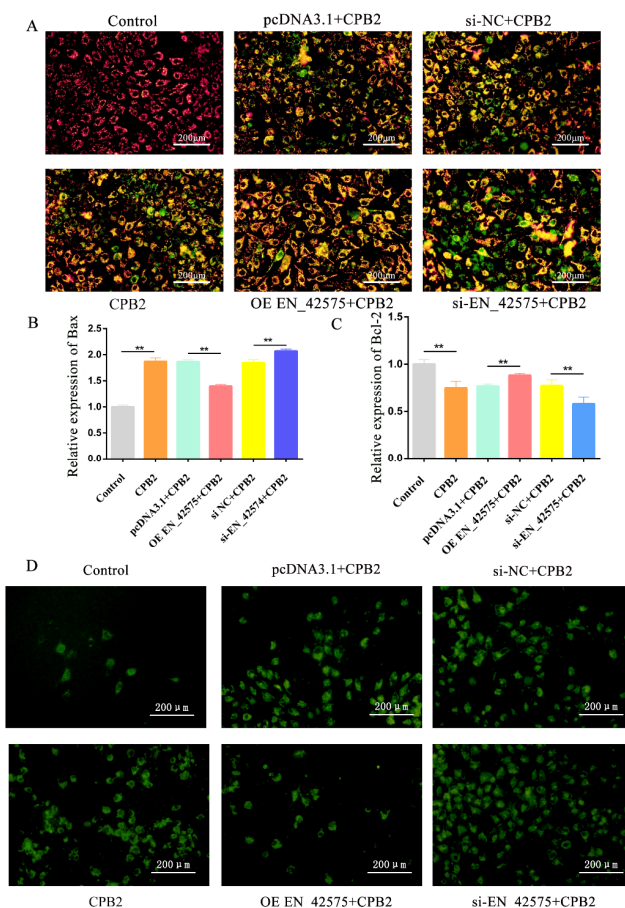 A
Control
pcDNA3.1+CPB2
si-NC+CPB2
200μm
200μm
200μm
200μm
200μm
200μm
CPB2
OE EN_42575+CPB2
si-EN_42575+CPB2
B
Relative expression of Bax
2.5
2.0
1.5
1.0
0.5
0.0
**
**
**
Control
CPB2
pcDNA3.1+CPB2
OE EN_42575+CPB2
si NC+CPB2
si-EN_42574+CPB2
C
Relative expression of Bcl-2
1.5
1.0
0.5
0.0
**
**
**
Control
CPB2
pcDNA3.1+CPB2
OE EN_42575+CPB2
si-NC+CPB2
si-EN_42575+CPB2
D
Control
pcDNA3.1+CPB2
si-NC+CPB2
200 μm
200 μm
200 μm
200 μm
200 μm
200 μm
CPB2
OE EN_42575+CPB2
si-EN_42575+CPB2